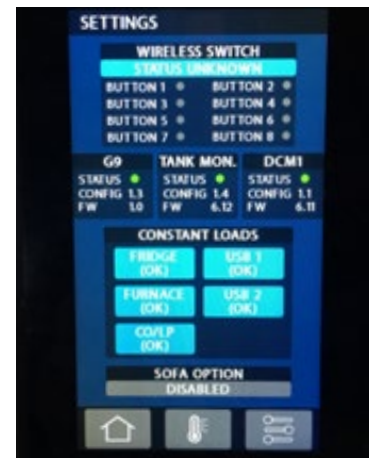 SETTINGS
WIRELESS SWITCH
STATUS UNKNOWN
BUTTON 1 BUTTON 2
BUTTON 3 BUTTON 4
BUTTON 5 BUTTON 6
BUTTON 7 BUTTON 8
G9 TANK MON. DCM1
STATUS STATUS STATUS
CONFIG 1.3 CONFIG 1.4 CONFIG 1.1
FW 1.0 FW 6.12 FW 6.11
CONSTANT LOADS
FRIDGE USB 1
(OK) (OK)
FURNACE USB 2
(OK) (OK)
CO/LP
(OK)
SOFA OPTION
DISABLED